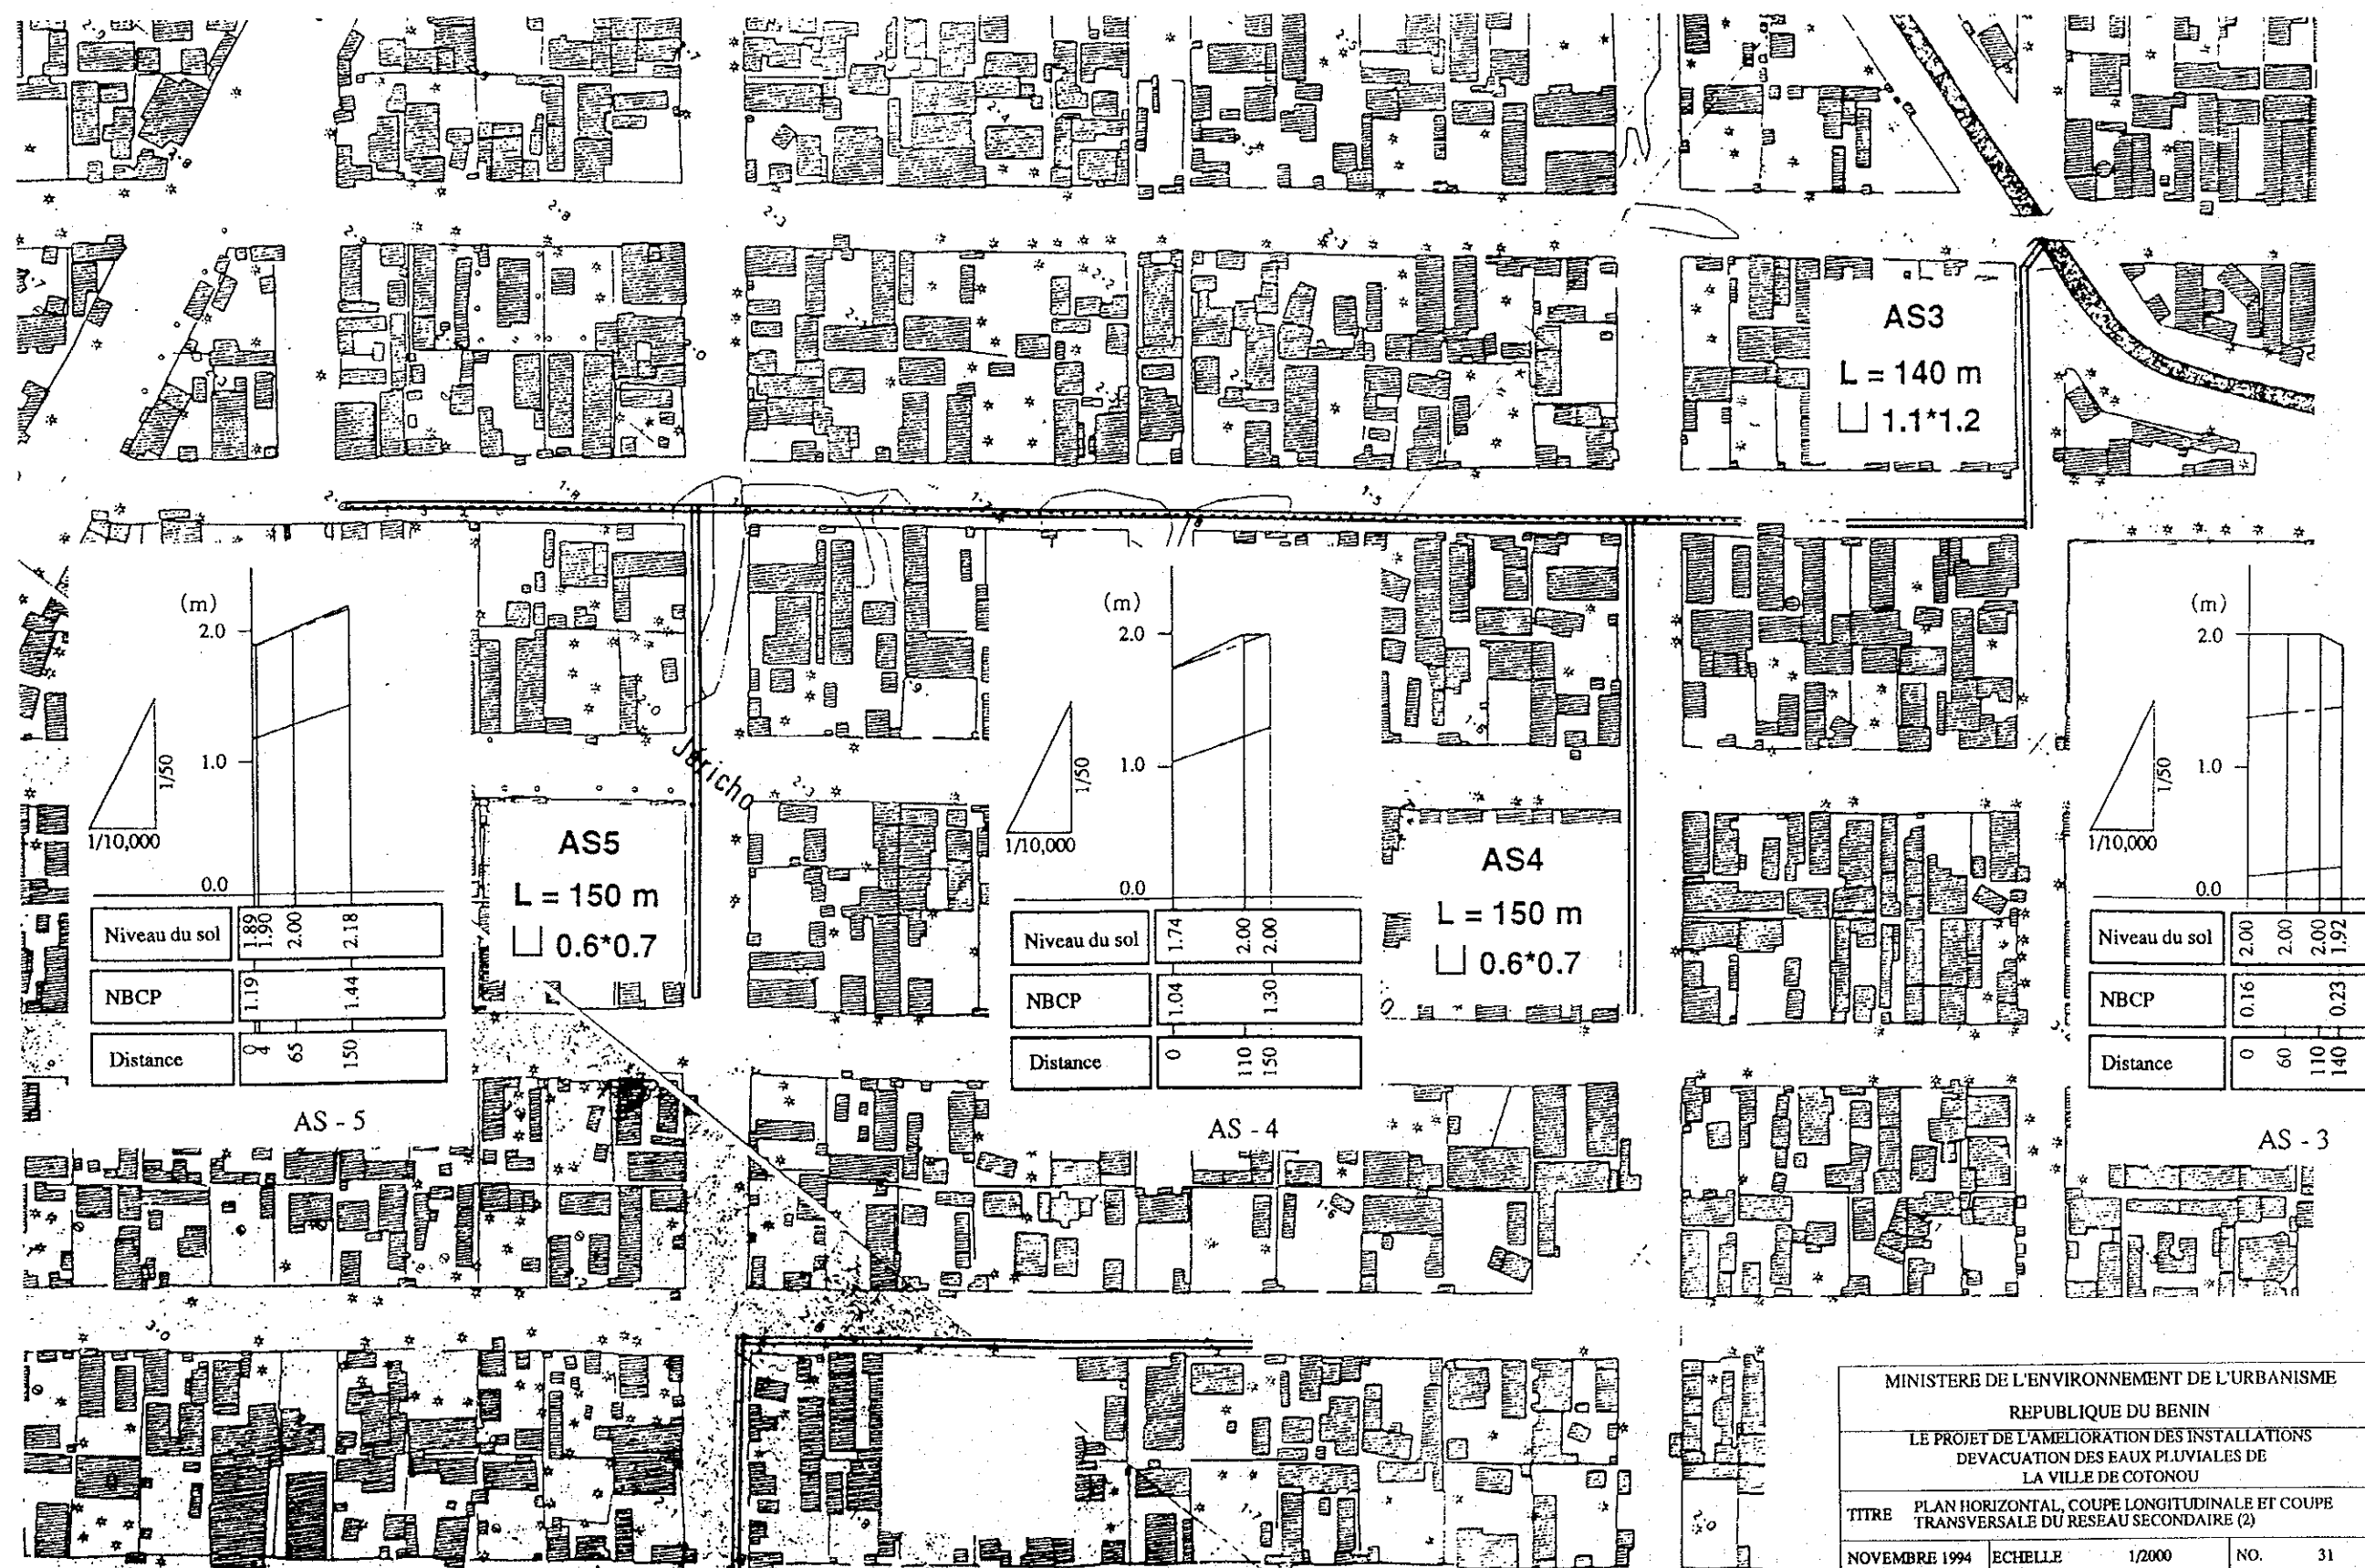 AS3
L = 140 m
1.1*1.2
(m)
2.0
1.0
0.0
1/50
1/10,000
Niveau du sol 1.89 1.90 2.00 2.18
NBCP 1.19 1.44
Distance 0 4 65 150
AS - 5
Jericho
AS5
L = 150 m
0.6*0.7
(m)
2.0
1.0
0.0
1/50
1/10,000
Niveau du sol 1.74 2.00 2.00
NBCP 1.04 1.30
Distance 0 110 150
AS - 4
AS4
L = 150 m
0.6*0.7
(m)
2.0
1.0
0.0
1/50
1/10,000
Niveau du sol 2.00 2.00 2.00 1.92
NBCP 0.16 0.23
Distance 0 60 110 140
AS - 3
MINISTERE DE L'ENVIRONNEMENT DE L'URBANISME
REPUBLIQUE DU BENIN
LE PROJET DE L'AMELIORATION DES INSTALLATIONS
DEVACUATION DES EAUX PLUVIALES DE
LA VILLE DE COTONOU
TITRE PLAN HORIZONTAL, COUPE LONGITUDINALE ET COUPE
TRANSVERSALE DU RESEAU SECONDAIRE (2)
NOVEMBRE 1994 ECHELLE 1/2000 NO. 31